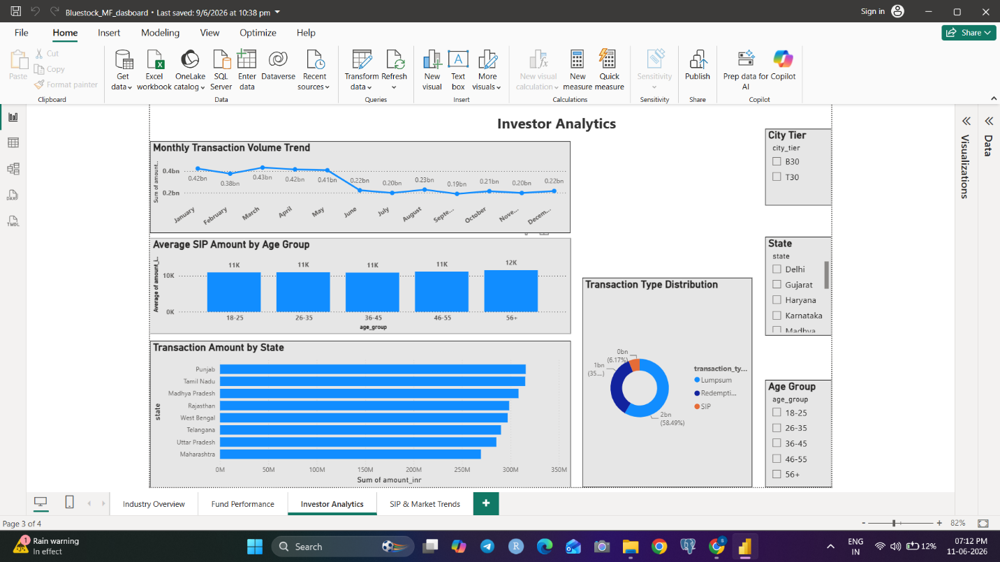 Bluestock_MF_dasboard • Last saved: 9/6/2026 at 10:38 pm
Sign in
File Home Insert Modeling View Optimize Help
Share
Paste
Cut
Copy
Format painter
Clipboard
Get data
Excel workbook
OneLake catalog
SQL Server
Enter data
Dataverse
Recent sources
Data
Transform data
Refresh
Queries
New visual
Text box
More visuals
Insert
New visual calculation
New measure
Quick measure
Calculations
Sensitivity
Sensitivity
Publish
Share
Prep data for AI
Copilot
Copilot
Investor Analytics
Monthly Transaction Volume Trend
Sum of amount...
0.4bn
0.2bn
0.42bn 0.38bn 0.43bn 0.42bn 0.41bn 0.22bn 0.20bn 0.23bn 0.19bn 0.21bn 0.20bn 0.22bn
January February March April May June July August Septe... October Nove... Decem...
Average SIP Amount by Age Group
Average of amount_i...
10K
0K
11K 11K 11K 11K 12K
18-25 26-35 36-45 46-55 56+
age_group
Transaction Amount by State
state
Punjab
Tamil Nadu
Madhya Pradesh
Rajasthan
West Bengal
Telangana
Uttar Pradesh
Maharashtra
0M 50M 100M 150M 200M 250M 300M 350M
Sum of amount_inr
Transaction Type Distribution
0bn
(6.17%)
1bn
(35....)
2bn
(58.49%)
transaction_ty...
Lumpsum
Redempti...
SIP
City Tier
city_tier
B30
T30
State
state
Delhi
Gujarat
Haryana
Karnataka
Madhya
Age Group
age_group
18-25
26-35
36-45
46-55
56+
Visualizations
Data
Industry Overview Fund Performance Investor Analytics SIP & Market Trends
Page 3 of 4
- + 82%
1
Rain warning
In effect
Search
ENG
IN
12%
07:12 PM
11-06-2026